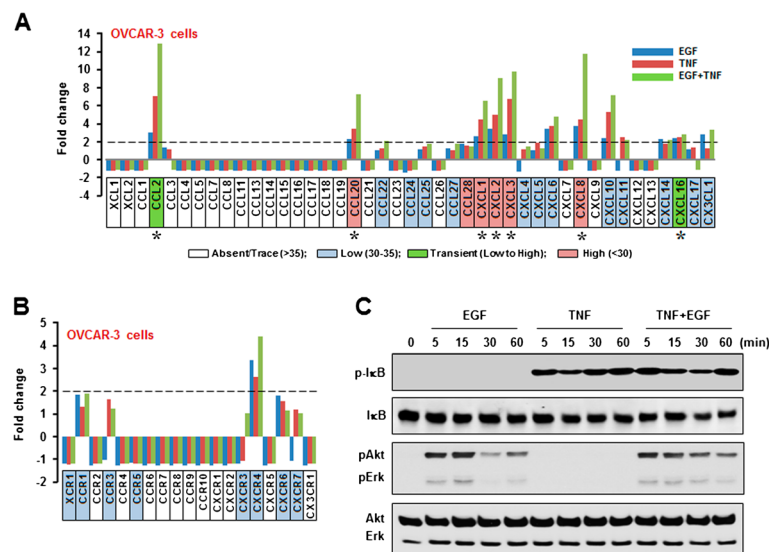 A
OVCAR-3 cells
Fold change
14
12
10
8
6
4
2
0
-2
-4
EGF
TNF
EGF+TNF
XCL1
XCL2
CCL1
CCL2
CCL3
CCL4
CCL5
CCL7
CCL8
CCL11
CCL13
CCL14
CCL15
CCL16
CCL17
CCL18
CCL19
CCL20
CCL21
CCL22
CCL23
CCL24
CCL25
CCL26
CCL27
CCL28
CXCL1
CXCL2
CXCL3
CXCL4
CXCL5
CXCL6
CXCL7
CXCL8
CXCL9
CXCL10
CXCL11
CXCL12
CXCL13
CXCL14
CXCL16
CXCL17
CX3CL1
* * * * * * *
Absent/Trace (>35); Low (30-35); Transient (Low to High); High (<30)
B
OVCAR-3 cells
Fold change
5
4
3
2
1
0
-1
-2
XCR1
CCR1
CCR2
CCR3
CCR4
CCR5
CCR6
CCR7
CCR8
CCR9
CCR10
CXCR1
CXCR2
CXCR3
CXCR4
CXCR5
CXCR6
CXCR7
CX3CR1
C
EGF TNF TNF+EGF
0 5 15 30 60 5 15 30 60 5 15 30 60 (min)
p-IκB
IκB
pAkt
pErk
Akt
Erk